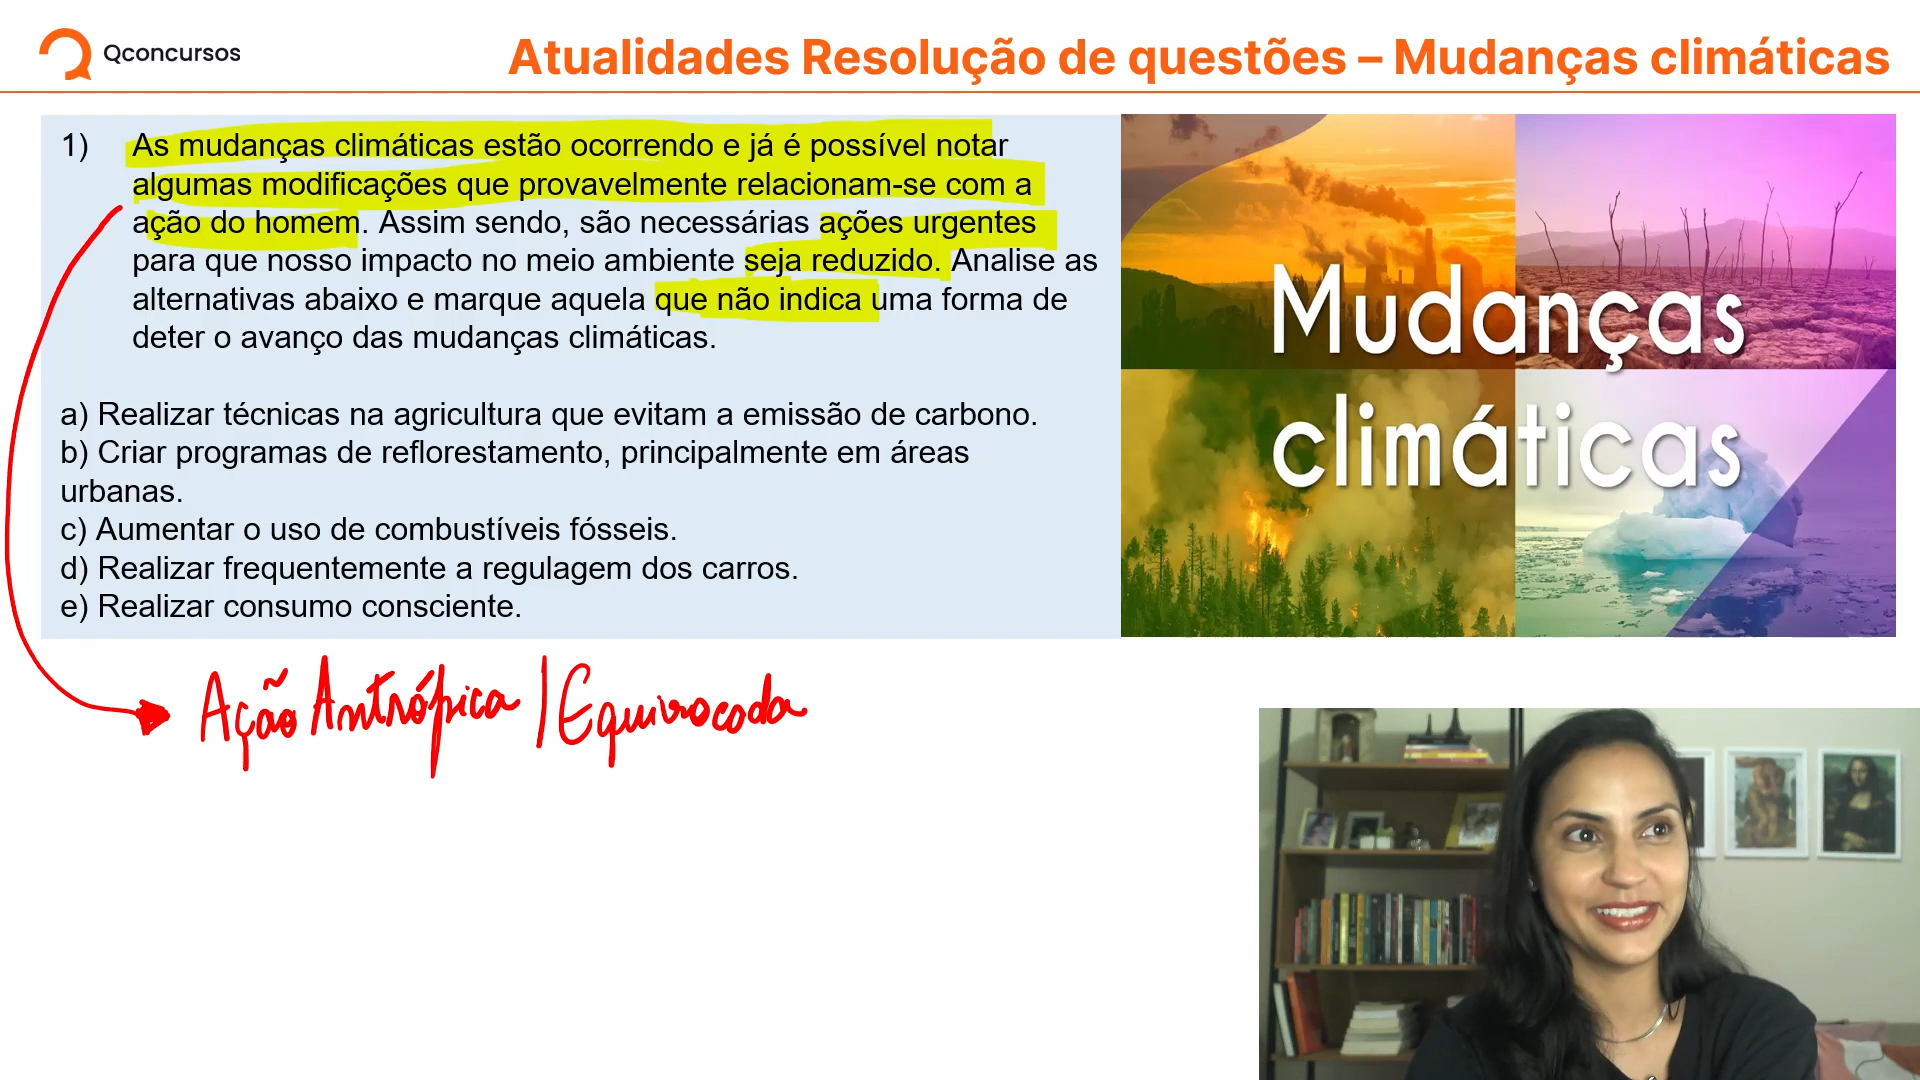 Qconcursos
Atualidades Resolução de questões – Mudanças climáticas
1) As mudanças climáticas estão ocorrendo e já é possível notar
algumas modificações que provavelmente relacionam-se com a
ação do homem. Assim sendo, são necessárias ações urgentes
para que nosso impacto no meio ambiente seja reduzido. Analise as
alternativas abaixo e marque aquela que não indica uma forma de
deter o avanço das mudanças climáticas.
a) Realizar técnicas na agricultura que evitam a emissão de carbono.
b) Criar programas de reflorestamento, principalmente em áreas
urbanas.
c) Aumentar o uso de combustíveis fósseis.
d) Realizar frequentemente a regulagem dos carros.
e) Realizar consumo consciente.
Mudanças
climáticas
Ação Antrópica | Equivocada